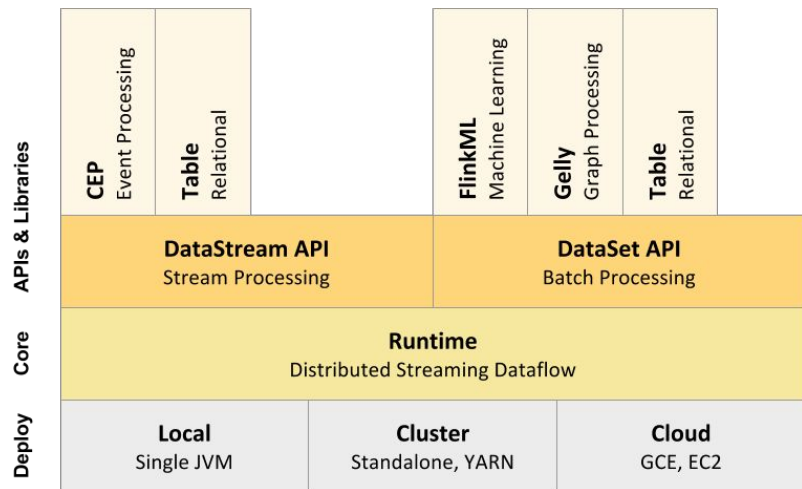 APIs & Libraries
CEP
Event Processing
Table
Relational
FlinkML
Machine Learning
Gelly
Graph Processing
Table
Relational
DataStream API
Stream Processing
DataSet API
Batch Processing
Core
Runtime
Distributed Streaming Dataflow
Deploy
Local
Single JVM
Cluster
Standalone, YARN
Cloud
GCE, EC2